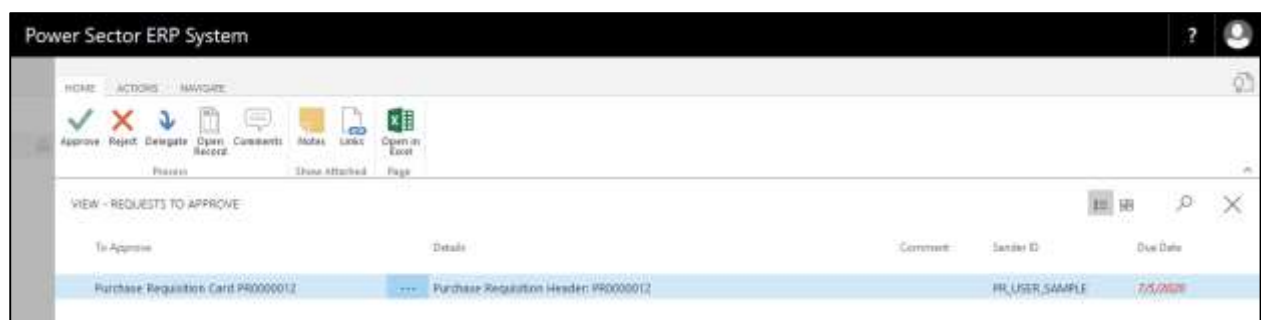 Power Sector ERP System ?
HOME ACTIONS NAVIGATE
Approve Reject Delegate Open Record Comments Notes Links Open in Excel
Process Show Attached Page
VIEW - REQUESTS TO APPROVE
To Approve Details Comment Sender ID Due Date
Purchase Requisition Card PR0000012 ... Purchase Requisition Header: PR0000012 PR_USER_SAMPLE 7/5/2020